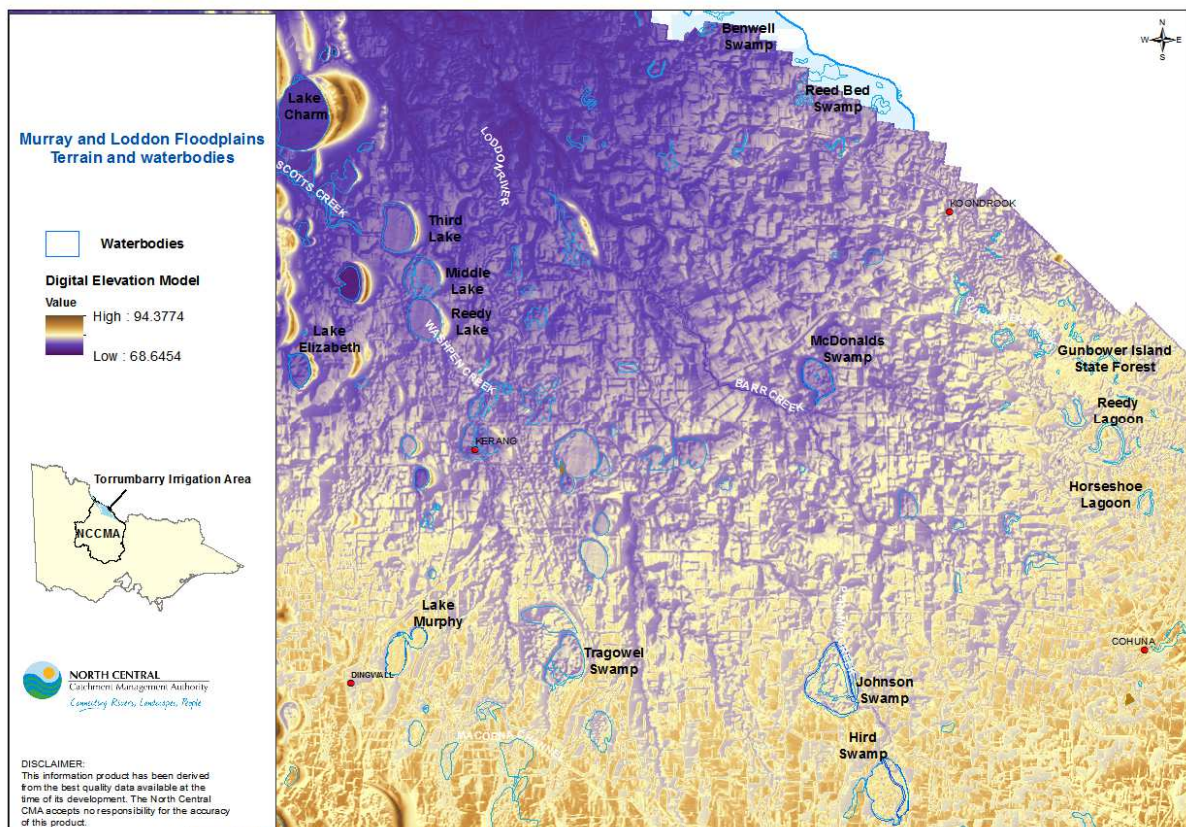 Murray and Loddon Floodplains
Terrain and waterbodies
Waterbodies
Digital Elevation Model
Value
High : 94.3774
Low : 68.6454
Torrumbarry Irrigation Area
NCCMA
NORTH CENTRAL
Catchment Management Authority
Connecting Rivers, Landscapes, People
DISCLAIMER:
This information product has been derived
from the best quality data available at the
time of its development. The North Central
CMA accepts no responsibility for the accuracy
of this product.
N
W E
S
Benwell
Swamp
Reed Bed
Swamp
Lake
Charm
LODDON RIVER
SCOTTS CREEK
KOONDROOK
Third
Lake
Middle
Lake
Reedy
Lake
Lake
Elizabeth
WASHPEN CREEK
McDonalds
Swamp
BARR CREEK
Gunbower Island
State Forest
Reedy
Lagoon
KERANG
Horseshoe
Lagoon
Lake
Murphy
Tragowel
Swamp
DINGWALL
COHUNA
Johnson
Swamp
Hird
Swamp